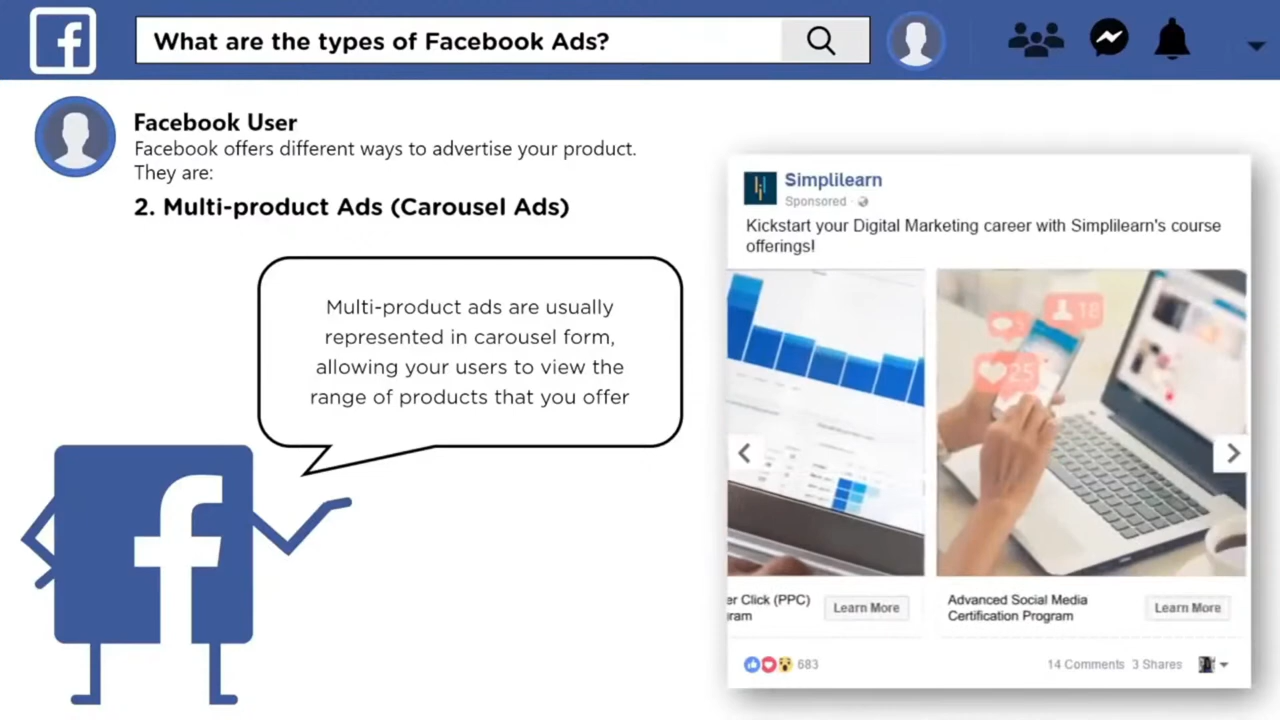 What are the types of Facebook Ads?
Facebook User
Facebook offers different ways to advertise your product.
They are:
2. Multi-product Ads (Carousel Ads)
Multi-product ads are usually
represented in carousel form,
allowing your users to view the
range of products that you offer
Simplilearn
Sponsored ·
Kickstart your Digital Marketing career with Simplilearn's course
offerings!
18
25
er Click (PPC)
ram
Learn More
Advanced Social Media
Certification Program
Learn More
683
14 Comments 3 Shares